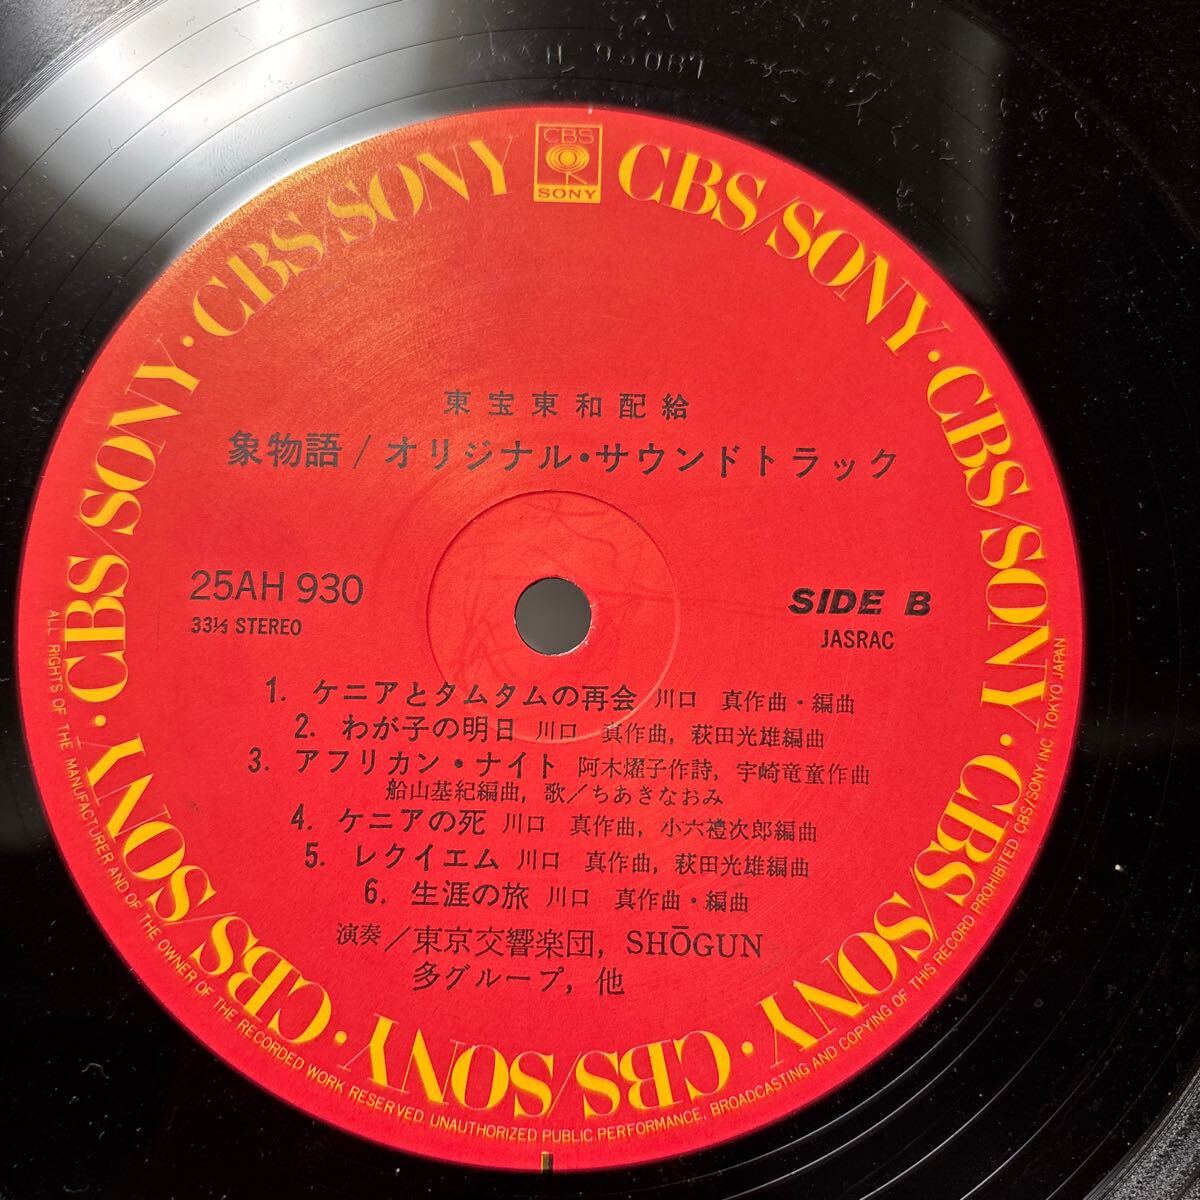 CBS
SONY
CBS/SONY · CBS/SONY · CBS/SONY · CBS/SONY · CBS/SONY · CBS/SONY · CBS/SONY · CBS/SONY
東宝東和配給
象物語/オリジナル・サウンドトラック
25AH 930
33⅓ STEREO
SIDE B
JASRAC
1. ケニアとタムタムの再会 川口 真作曲・編曲
2. わが子の明日 川口 真作曲, 萩田光雄編曲
3. アフリカン・ナイト 阿木燿子作詩, 宇崎竜童作曲
船山基紀編曲, 歌/ちあきなおみ
4. ケニアの死 川口 真作曲, 小六禮次郎編曲
5. レクイエム 川口 真作曲, 萩田光雄編曲
6. 生涯の旅 川口 真作曲・編曲
演奏/東京交響楽団, SHŌGUN
多グループ, 他
ALL RIGHTS OF THE MANUFACTURER AND OF THE OWNER OF THE RECORDED WORK RESERVED. UNAUTHORIZED PUBLIC PERFORMANCE, BROADCASTING AND COPYING OF THIS RECORD PROHIBITED CBS/SONY INC. TOKYO JAPAN